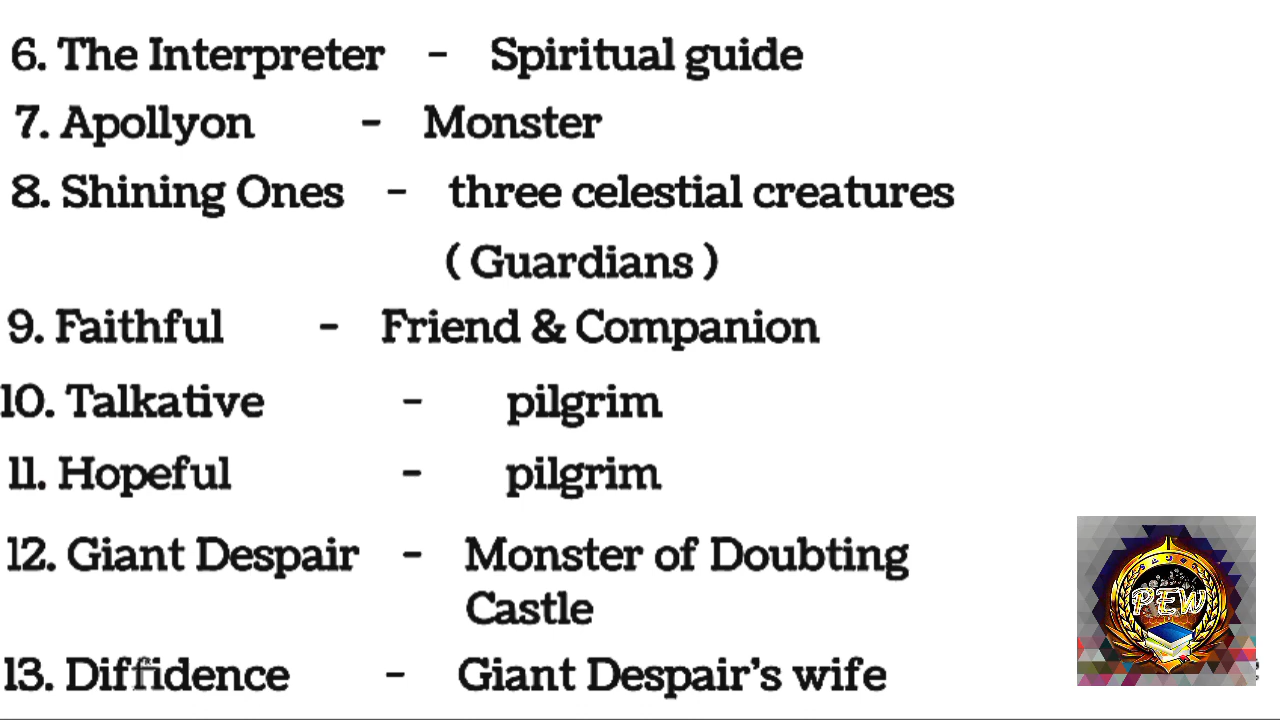 6. The Interpreter - Spiritual guide
7. Apollyon - Monster
8. Shining Ones - three celestial creatures
( Guardians )
9. Faithful - Friend & Companion
10. Talkative - pilgrim
11. Hopeful - pilgrim
12. Giant Despair - Monster of Doubting
Castle
13. Diffidence - Giant Despair's wife
PEW